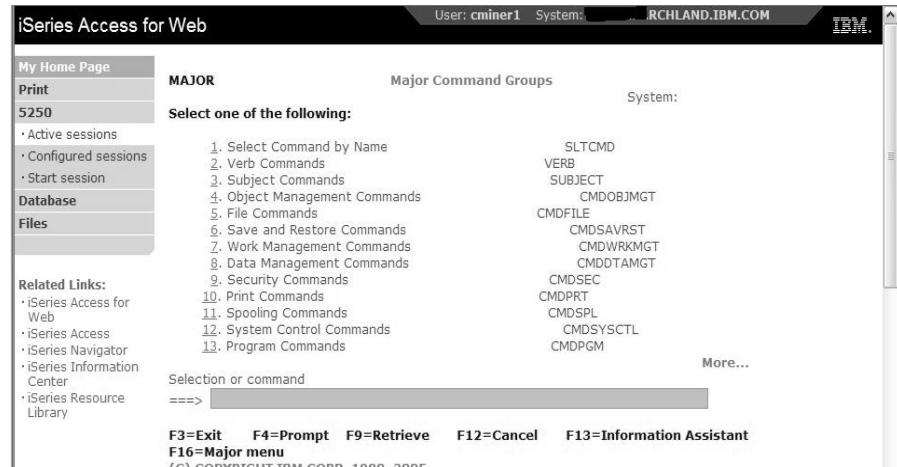 iSeries Access for Web
User: cminer1 System: RCHLAND.IBM.COM
IBM.
My Home Page
Print
5250
· Active sessions
· Configured sessions
· Start session
Database
Files
Related Links:
· iSeries Access for
Web
· iSeries Access
· iSeries Navigator
· iSeries Information
Center
· iSeries Resource
Library
MAJOR Major Command Groups
System:
Select one of the following:
1. Select Command by Name SLTCMD
2. Verb Commands VERB
3. Subject Commands SUBJECT
4. Object Management Commands CMDOBJMGT
5. File Commands CMDFILE
6. Save and Restore Commands CMDSAVRST
7. Work Management Commands CMDWRKMGT
8. Data Management Commands CMDDTAMGT
9. Security Commands CMDSEC
10. Print Commands CMDPRT
11. Spooling Commands CMDSPL
12. System Control Commands CMDSYSCTL
13. Program Commands CMDPGM
More...
Selection or command
===>
F3=Exit F4=Prompt F9=Retrieve F12=Cancel F13=Information Assistant
F16=Major menu
(C) COPYRIGHT IBM CORP. 1980, 2005.